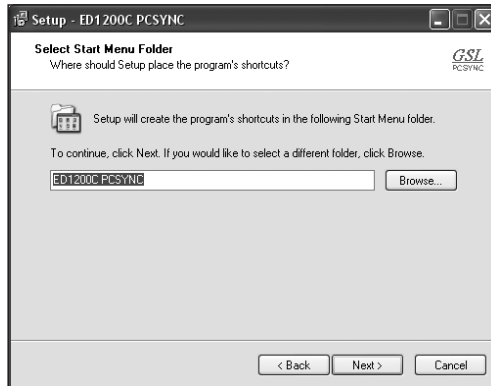 Setup - ED1200C PCSYNC
Select Start Menu Folder
Where should Setup place the program's shortcuts?
GSL
PCSYNC
Setup will create the program's shortcuts in the following Start Menu folder.
To continue, click Next. If you would like to select a different folder, click Browse.
ED1200C PCSYNC
Browse...
< Back
Next >
Cancel